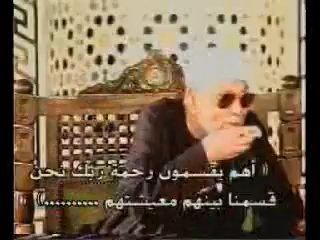 « أهم يقسمون رحمة ربك نحن
قسمنا بينهم معيشتهم ..........»